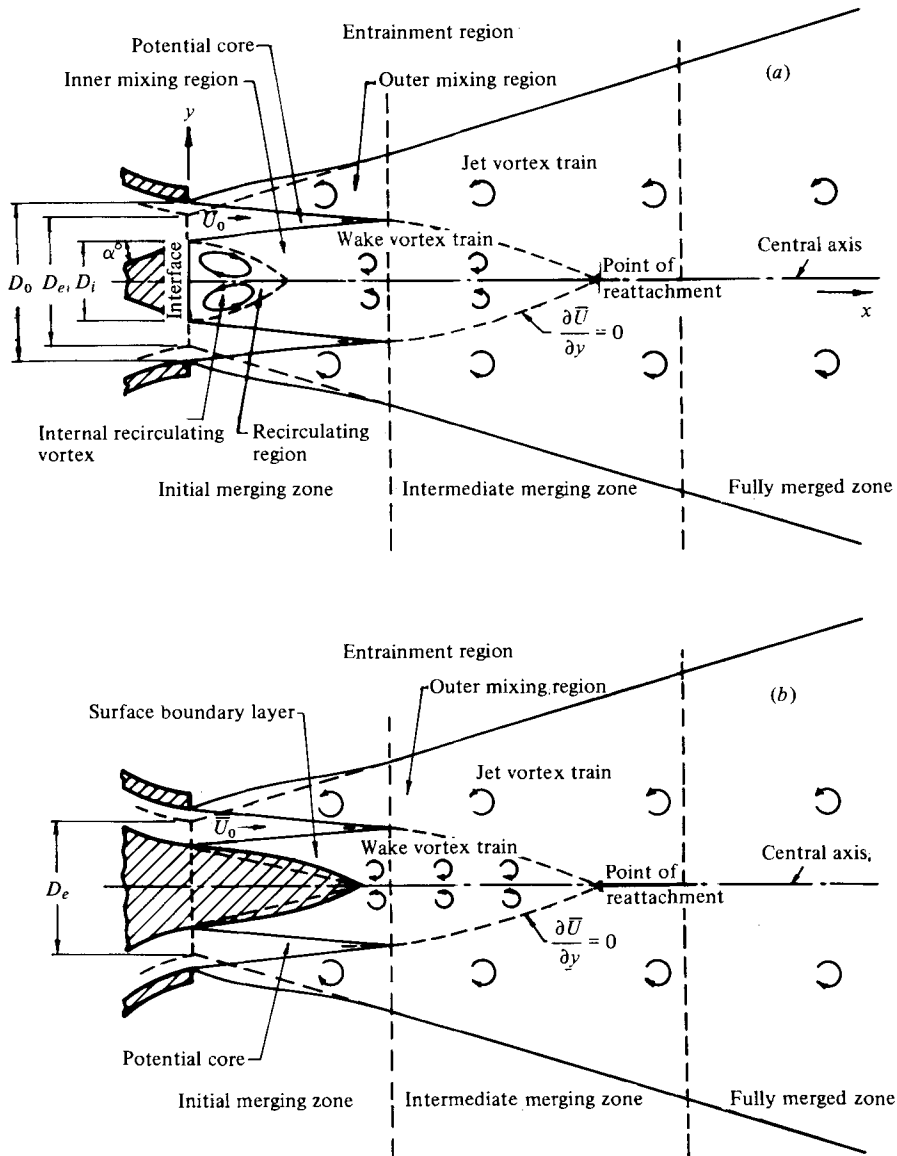 Entrainment region
Potential core
(a)
Inner mixing region
Outer mixing region
y
Jet vortex train
U̅₀
Wake vortex train
α°
Central axis
Interface
D₀
Dₑ,
Dᵢ
Point of
reattachment
x
∂U̅/∂y = 0
Internal recirculating
vortex
Recirculating
region
Initial merging zone
Intermediate merging zone
Fully merged zone
Entrainment region
Outer mixing region
(b)
Surface boundary layer
Jet vortex train
U̅₀
Wake vortex train
Central axis
Dₑ
Point of
reattachment
∂U̅/∂y = 0
Potential core
Initial merging zone
Intermediate merging zone
Fully merged zone